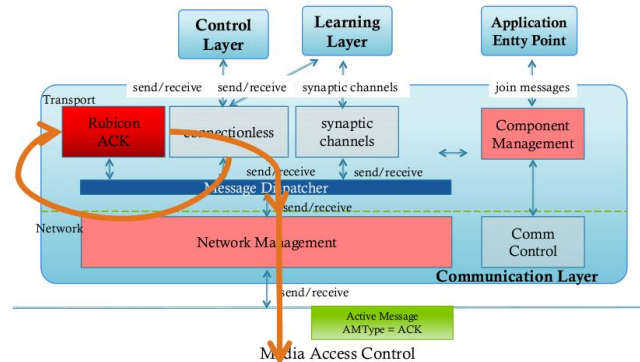 Control
Layer
Learning
Layer
Application
Entty Point
send/receive
send/receive
synaptic channels
join messages
Transport
Rubicon
ACK
connectionless
synaptic
channels
Component
Management
send/receive
send/receive
Message Dispatcher
send/receive
Network
Network Management
Comm
Control
Communication Layer
send/receive
Active Message
AMType = ACK
Media Access Control